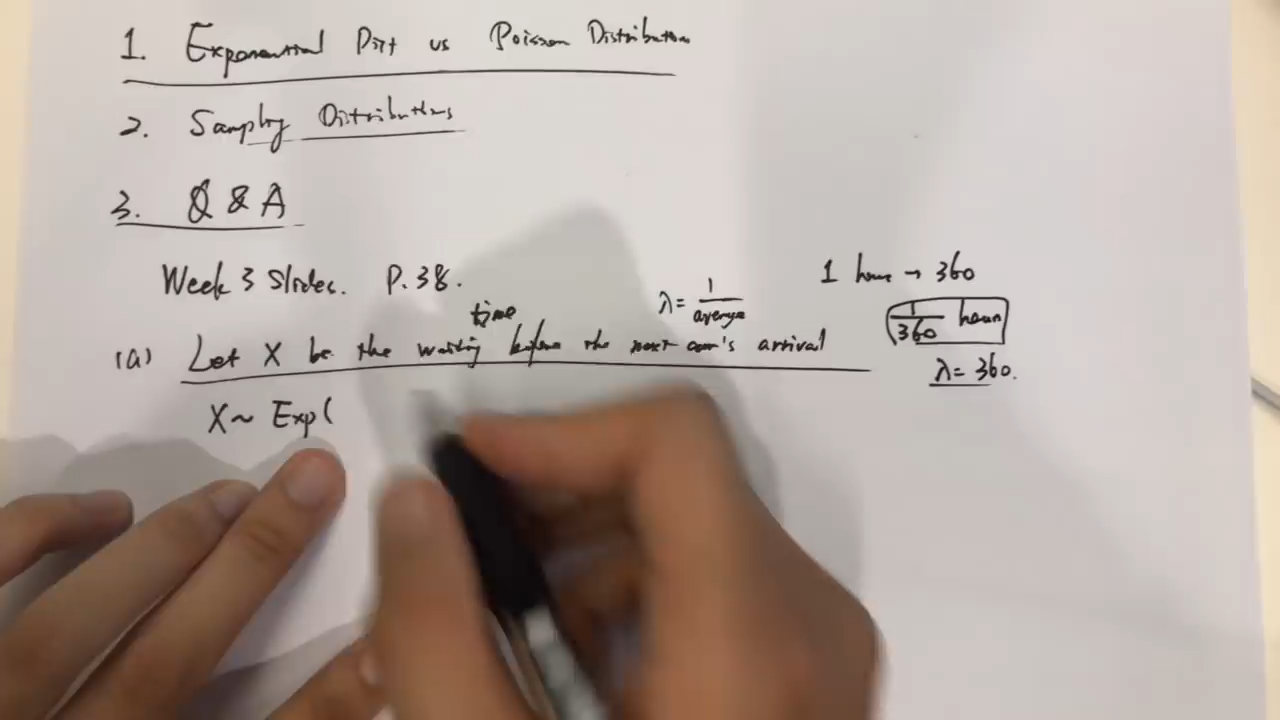 1. Exponential Dist vs Poisson Distribution
2. Sampling Distributions
3. Q & A
Week 3 Slides. P.38.
1 hour → 360
1/360 hour
λ = 360.
λ = 1/average
(a) Let X be the waiting time before the next car's arrival
X ~ Exp(